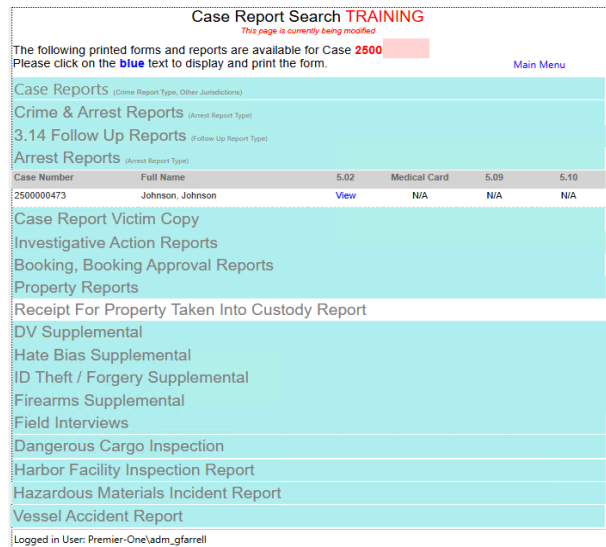 Case Report Search TRAINING
This page is currently being modified
The following printed forms and reports are available for Case 2500
Please click on the blue text to display and print the form.
Main Menu
Case Reports (Crime Report Type, Other Jurisdictions)
Crime & Arrest Reports (Arrest Report Type)
3.14 Follow Up Reports (Follow Up Report Type)
Arrest Reports (Arrest Report Type)
Case Number Full Name 5.02 Medical Card 5.09 5.10
2500000473 Johnson, Johnson View N/A N/A N/A
Case Report Victim Copy
Investigative Action Reports
Booking, Booking Approval Reports
Property Reports
Receipt For Property Taken Into Custody Report
DV Supplemental
Hate Bias Supplemental
ID Theft / Forgery Supplemental
Firearms Supplemental
Field Interviews
Dangerous Cargo Inspection
Harbor Facility Inspection Report
Hazardous Materials Incident Report
Vessel Accident Report
Logged in User: Premier-One\adm_gfarrell